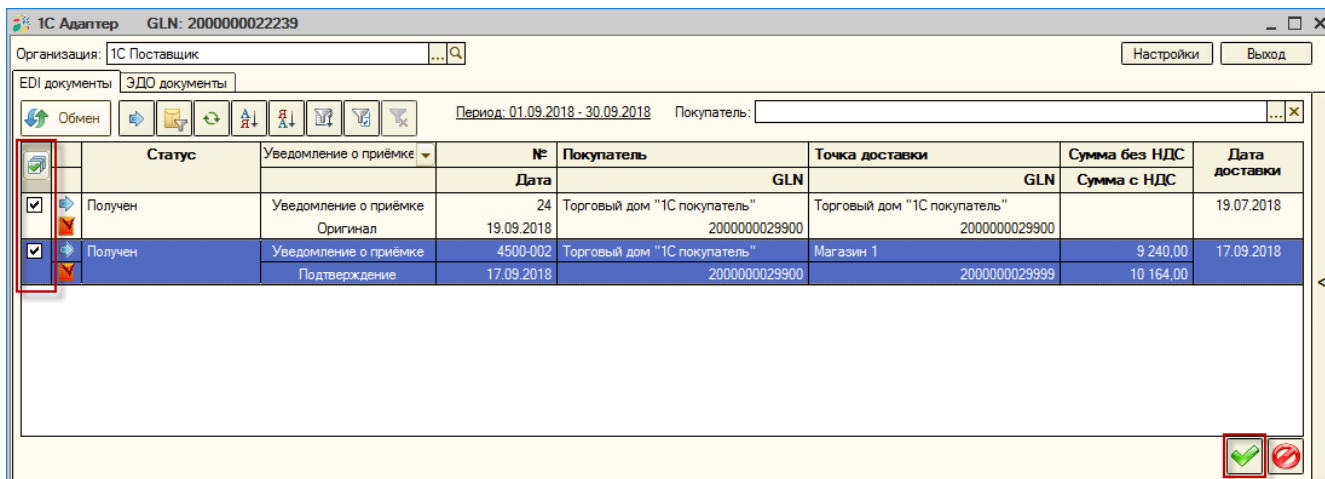 1С Адаптер GLN: 2000000022239
Организация: 1С Поставщик ... Настройки Выход
EDI документы ЭДО документы
Обмен Период: 01.09.2018 - 30.09.2018 Покупатель: ...
Статус Уведомление о приёмке № Покупатель Точка доставки Сумма без НДС Дата доставки
Дата GLN GLN Сумма с НДС
Получен Уведомление о приёмке 24 Торговый дом "1С покупатель" Торговый дом "1С покупатель" 19.07.2018
Оригинал 19.09.2018 2000000029900 2000000029900
Получен Уведомление о приёмке 4500-002 Торговый дом "1С покупатель" Магазин 1 9 240,00 17.09.2018
Подтверждение 17.09.2018 2000000029900 2000000029999 10 164,00